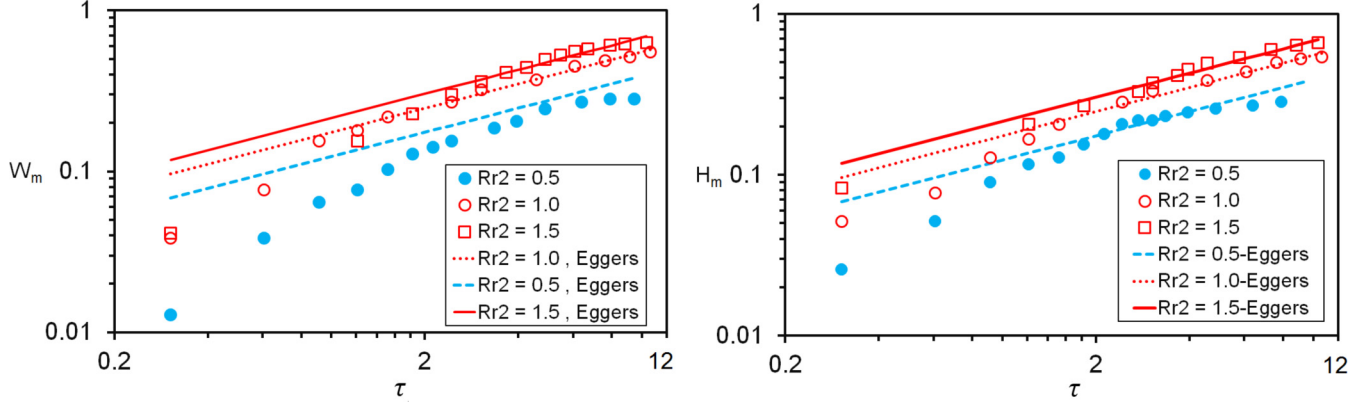 1
0.1
0.01
Wm
0.2
2
12
τ
Rr2 = 0.5
Rr2 = 1.0
Rr2 = 1.5
Rr2 = 1.0 , Eggers
Rr2 = 0.5 , Eggers
Rr2 = 1.5 , Eggers
1
0.1
0.01
Hm
0.2
2
12
τ
Rr2 = 0.5
Rr2 = 1.0
Rr2 = 1.5
Rr2 = 0.5-Eggers
Rr2 = 1.0-Eggers
Rr2 = 1.5-Eggers